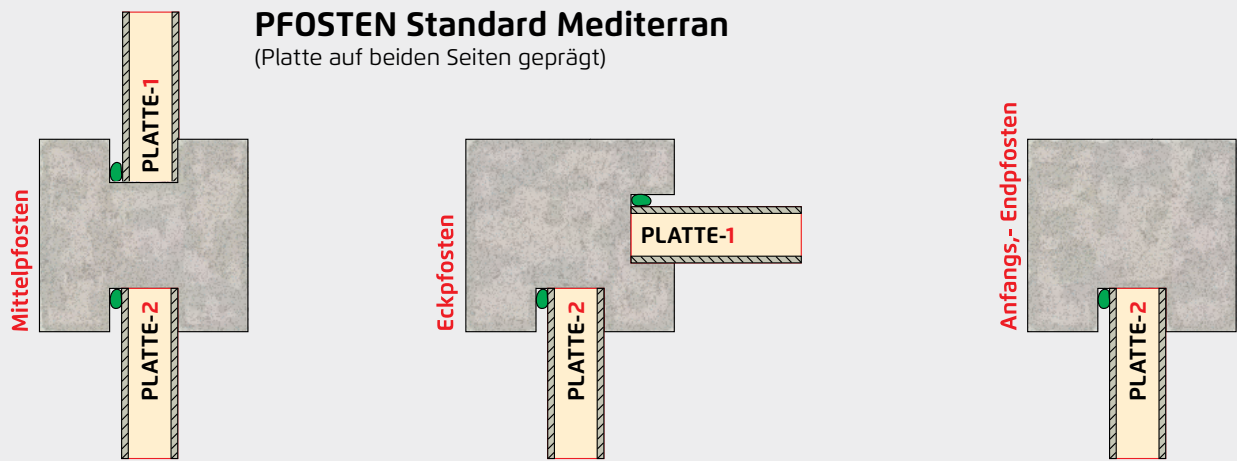 PFOSTEN Standard Mediterran
(Platte auf beiden Seiten geprägt)
Mittelpfosten
PLATTE-1
PLATTE-2
Eckpfosten
PLATTE-1
PLATTE-2
Anfangs,- Endpfosten
PLATTE-2